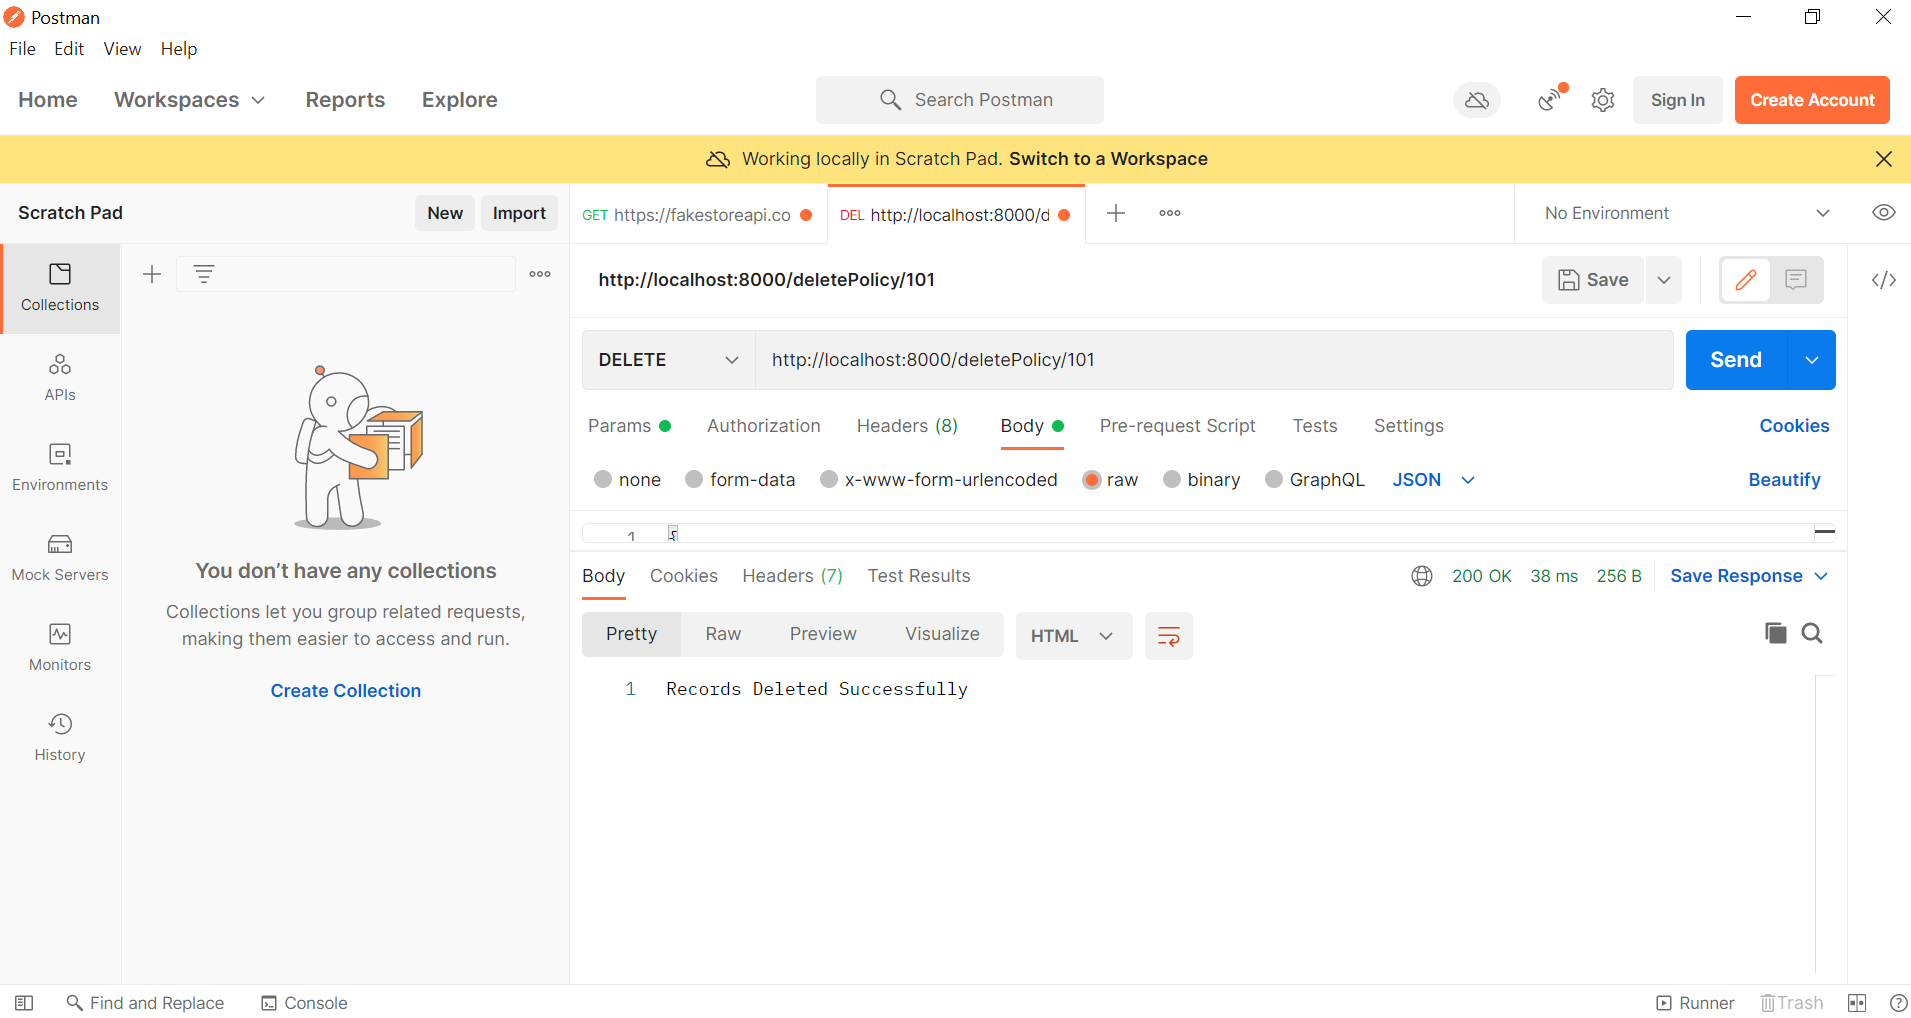 Postman
File Edit View Help
Home Workspaces Reports Explore Search Postman Sign In Create Account
Working locally in Scratch Pad. Switch to a Workspace
Scratch Pad New Import GET https://fakestoreapi.co DEL http://localhost:8000/d No Environment
Collections
APIs
Environments
Mock Servers
Monitors
History
You don’t have any collections
Collections let you group related requests,
making them easier to access and run.
Create Collection
http://localhost:8000/deletePolicy/101 Save
DELETE http://localhost:8000/deletePolicy/101 Send
Params Authorization Headers (8) Body Pre-request Script Tests Settings Cookies
none form-data x-www-form-urlencoded raw binary GraphQL JSON Beautify
1 {
Body Cookies Headers (7) Test Results 200 OK 38 ms 256 B Save Response
Pretty Raw Preview Visualize HTML
1 Records Deleted Successfully
Find and Replace Console Runner Trash